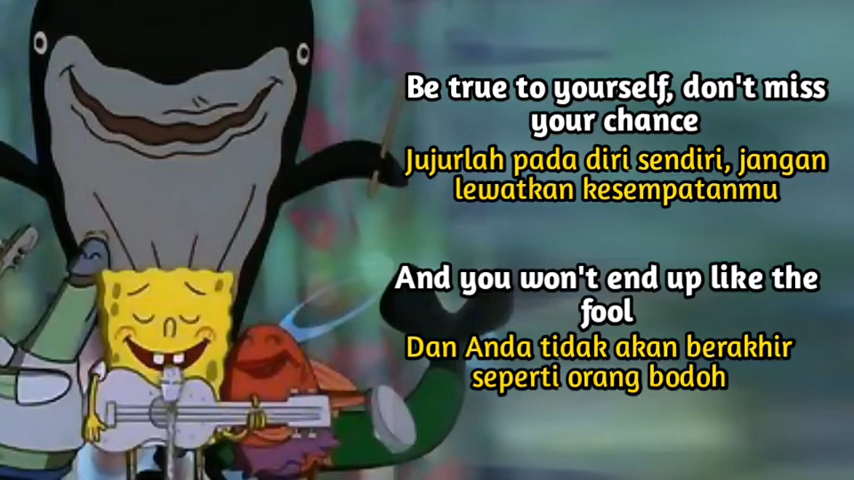 Be true to yourself, don't miss
your chance
Jujurlah pada diri sendiri, jangan
lewatkan kesempatanmu
And you won't end up like the
fool
Dan Anda tidak akan berakhir
seperti orang bodoh